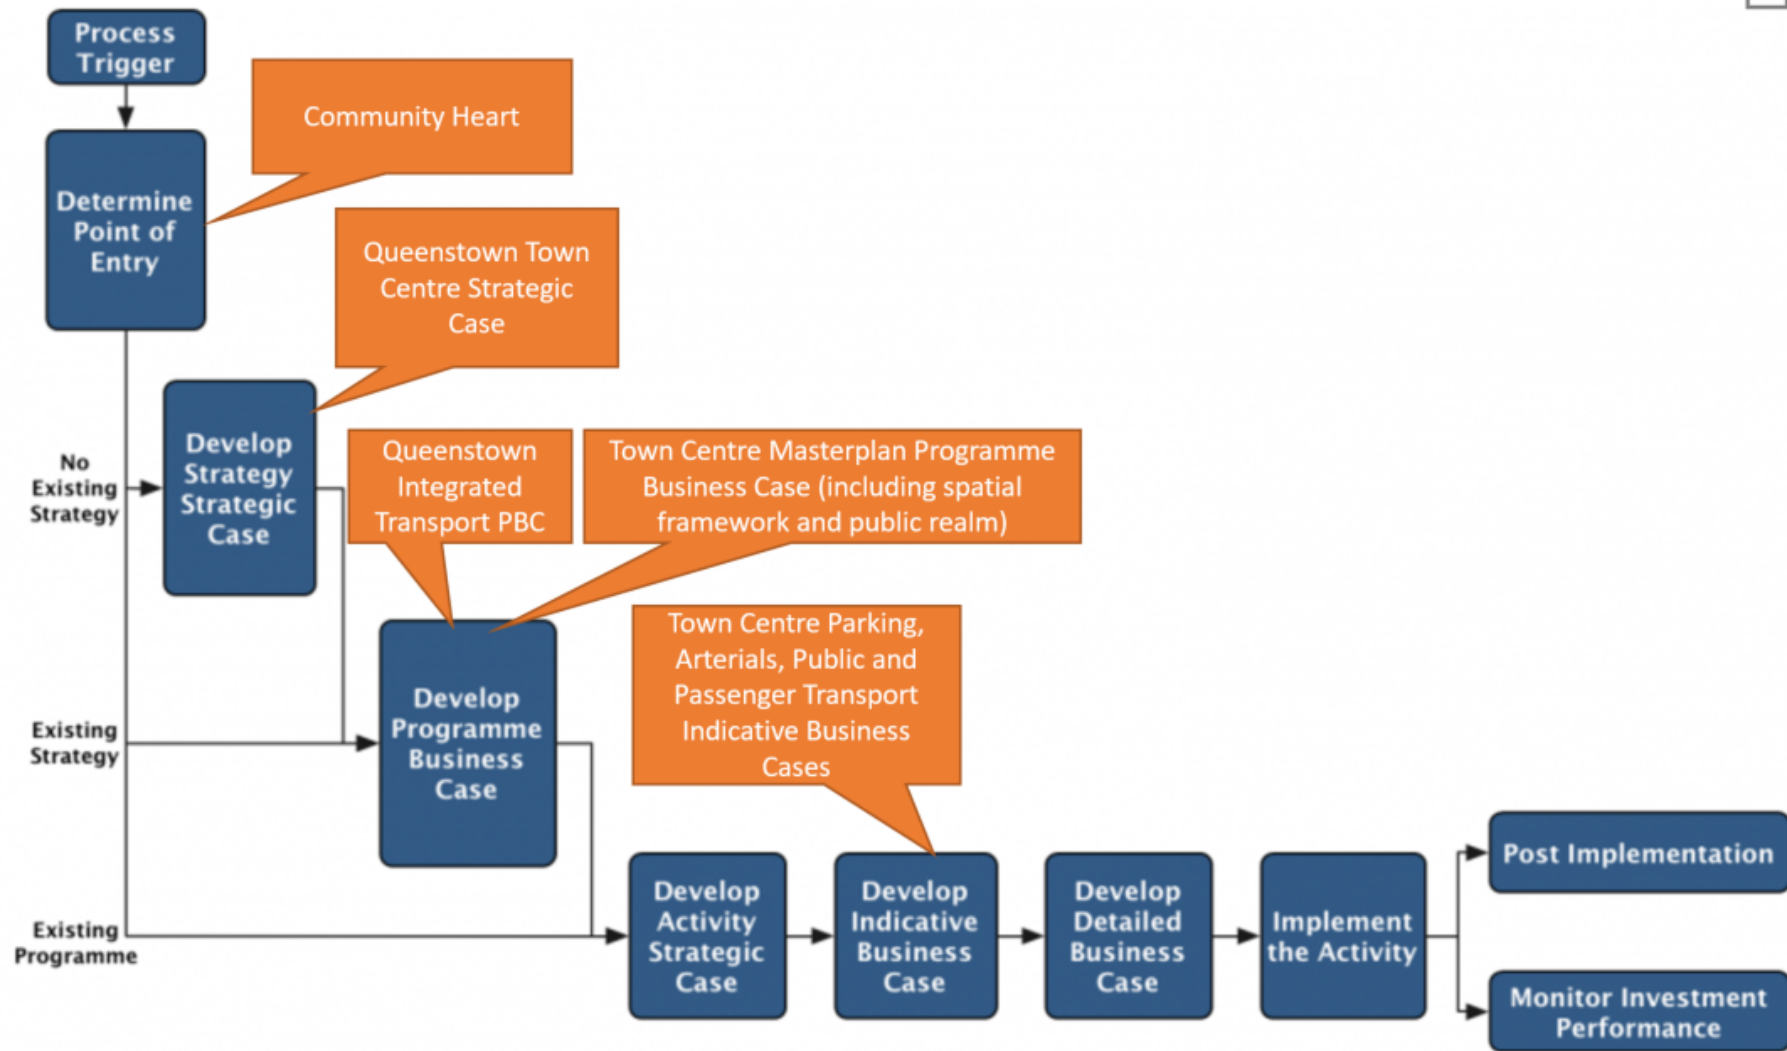 Process
Trigger
Community Heart
Determine
Point of
Entry
Queenstown Town
Centre Strategic
Case
No
Existing
Strategy
Develop
Strategy
Strategic
Case
Queenstown
Integrated
Transport PBC
Town Centre Masterplan Programme
Business Case (including spatial
framework and public realm)
Existing
Strategy
Develop
Programme
Business
Case
Town Centre Parking,
Arterials, Public and
Passenger Transport
Indicative Business
Cases
Existing
Programme
Develop
Activity
Strategic
Case
Develop
Indicative
Business
Case
Develop
Detailed
Business
Case
Implement
the Activity
Post Implementation
Monitor Investment
Performance